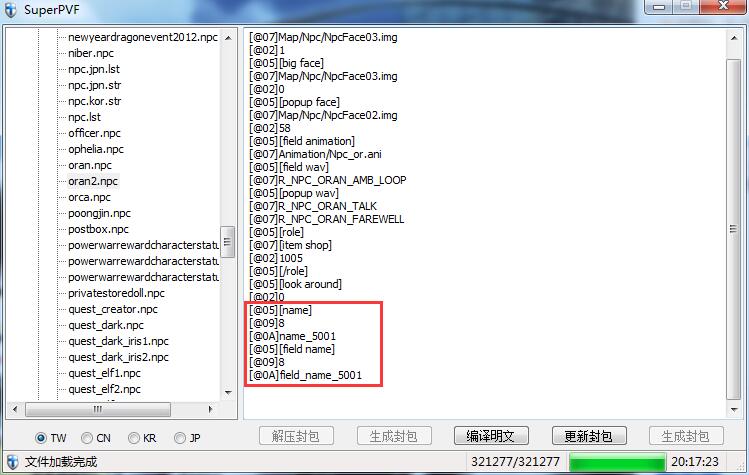 SuperPVF
newyeardragonevent2012.npc
niber.npc
npc.jpn.lst
npc.jpn.str
npc.kor.str
npc.lst
officer.npc
ophelia.npc
oran.npc
oran2.npc
orca.npc
poongjin.npc
postbox.npc
powerwarrewardcharacterstatu
powerwarrewardcharacterstatu
powerwarrewardcharacterstatu
privatestoredoll.npc
quest_creator.npc
quest_dark.npc
quest_dark_iris1.npc
quest_dark_iris2.npc
quest_elf1.npc
quest_elf2.npc
[@07]Map/Npc/NpcFace03.img
[@02]1
[@05][big face]
[@07]Map/Npc/NpcFace03.img
[@02]0
[@05][popup face]
[@07]Map/Npc/NpcFace02.img
[@02]58
[@05][field animation]
[@07]Animation/Npc_or.ani
[@05][field wav]
[@07]R_NPC_ORAN_AMB_LOOP
[@05][popup wav]
[@07]R_NPC_ORAN_TALK
[@07]R_NPC_ORAN_FAREWELL
[@05][role]
[@07][item shop]
[@02]1005
[@05][/role]
[@05][look around]
[@02]0
[@05][name]
[@09]8
[@0A]name_5001
[@05][field name]
[@09]8
[@0A]field_name_5001
TW CN KR JP 解压封包 生成封包 编译明文 更新封包 生成封包
文件加载完成 321277/321277 20:17:23